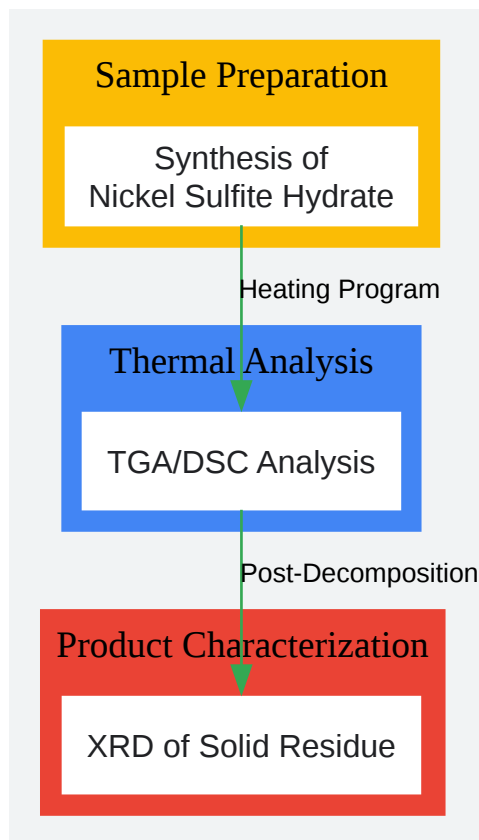 Sample Preparation
Synthesis of
Nickel Sulfite Hydrate
Heating Program
Thermal Analysis
TGA/DSC Analysis
Post-Decomposition
Product Characterization
XRD of Solid Residue